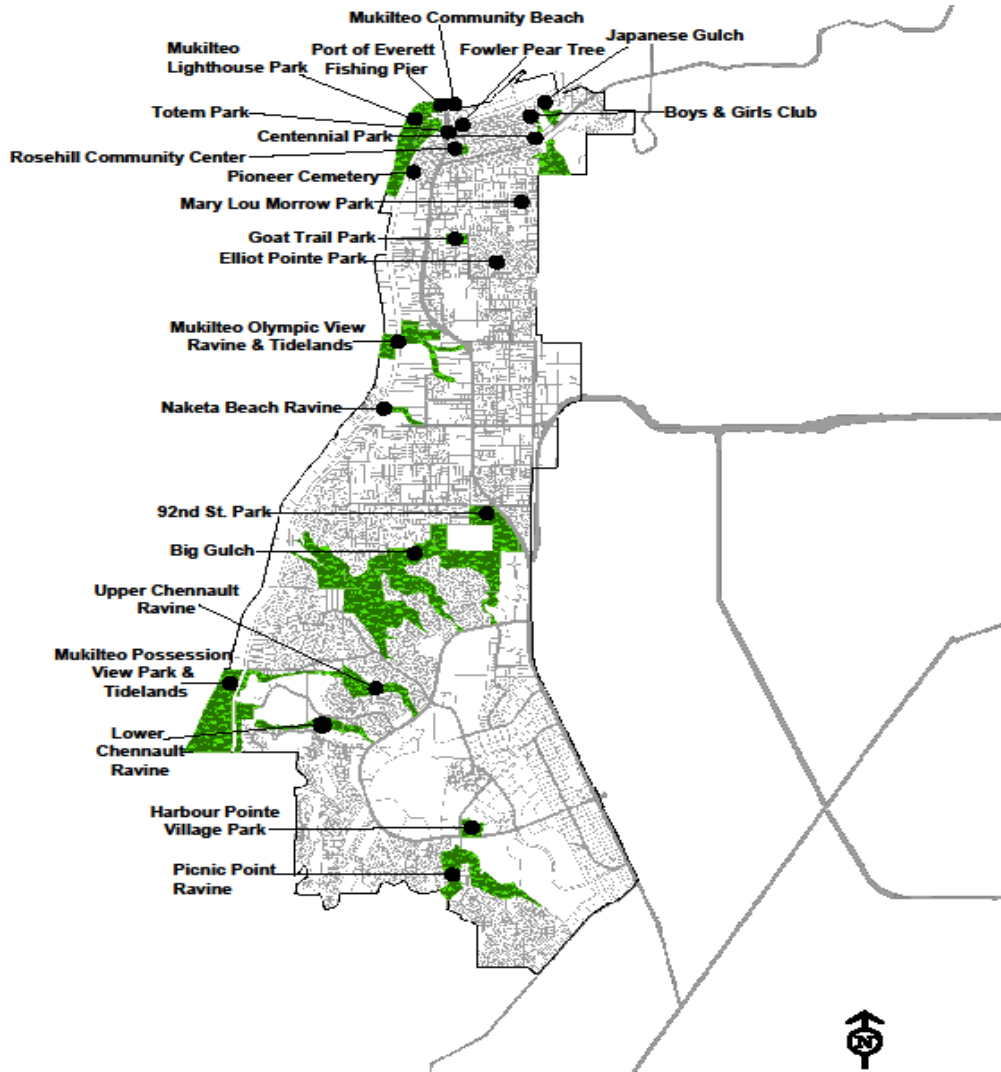 Mukilteo Community Beach
Mukilteo
Lighthouse Park
Port of Everett
Fishing Pier
Fowler Pear Tree
Japanese Gulch
Totem Park
Boys & Girls Club
Centennial Park
Rosehill Community Center
Pioneer Cemetery
Mary Lou Morrow Park
Goat Trail Park
Elliot Pointe Park
Mukilteo Olympic View
Ravine & Tidelands
Naketa Beach Ravine
92nd St. Park
Big Gulch
Upper Chennault
Ravine
Mukilteo Possession
View Park &
Tidelands
Lower
Chennault
Ravine
Harbour Pointe
Village Park
Picnic Point
Ravine
N